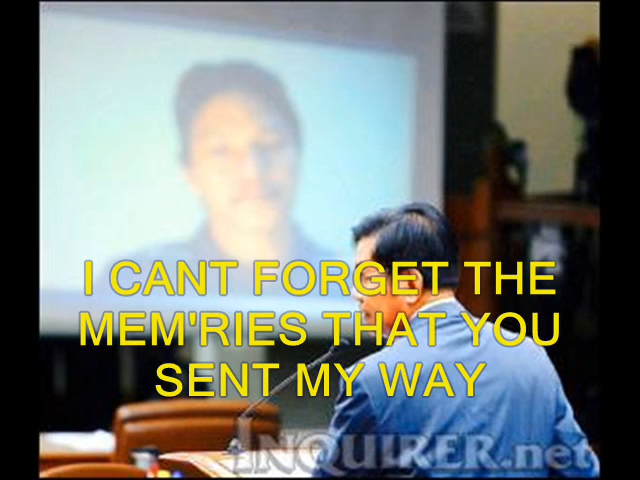 I CANT FORGET THE
MEM'RIES THAT YOU
SENT MY WAY
INQUIRER.net